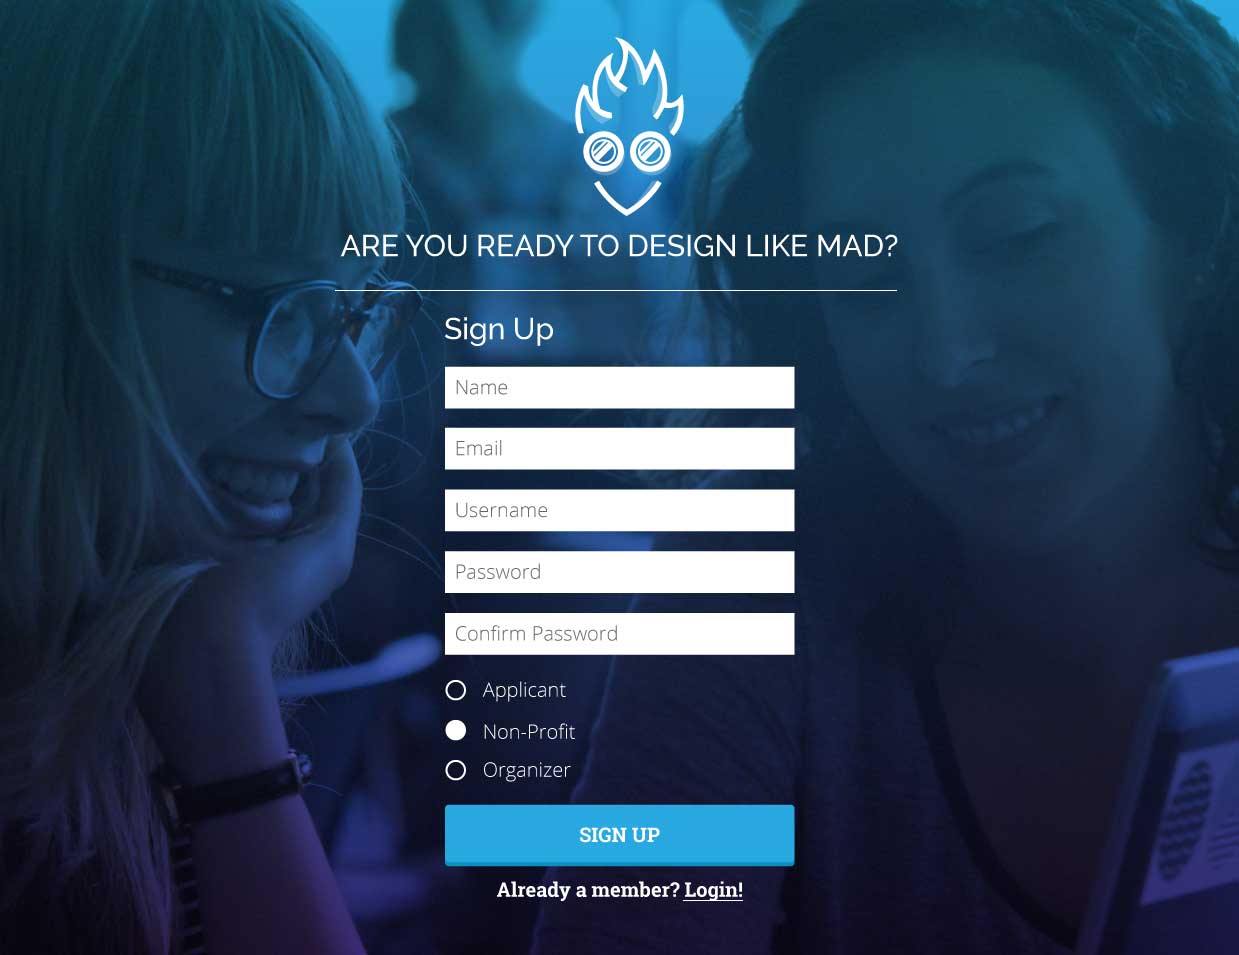 ARE YOU READY TO DESIGN LIKE MAD?
Sign Up
Name
Email
Username
Password
Confirm Password
Applicant
Non-Profit
Organizer
SIGN UP
Already a member? Login!